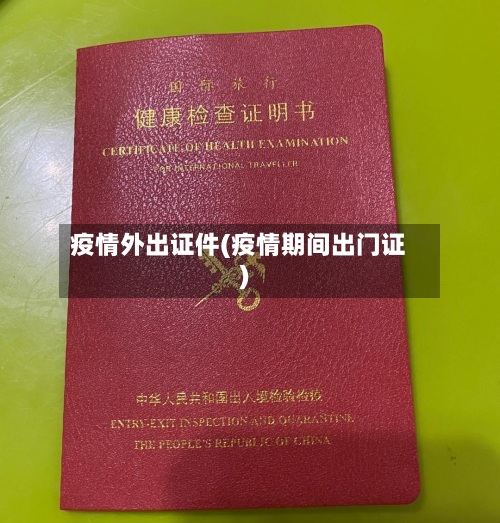 国际旅行
健康检查证明书
CERTIFICATE OF HEALTH EXAMINATION
FOR INTERNATIONAL TRAVELLER
疫情外出证件(疫情期间出门证
)
中华人民共和国出入境检验检疫
ENTRY-EXIT INSPECTION AND QUARANTINE
THE PEOPLE'S REPUBLIC OF CHINA